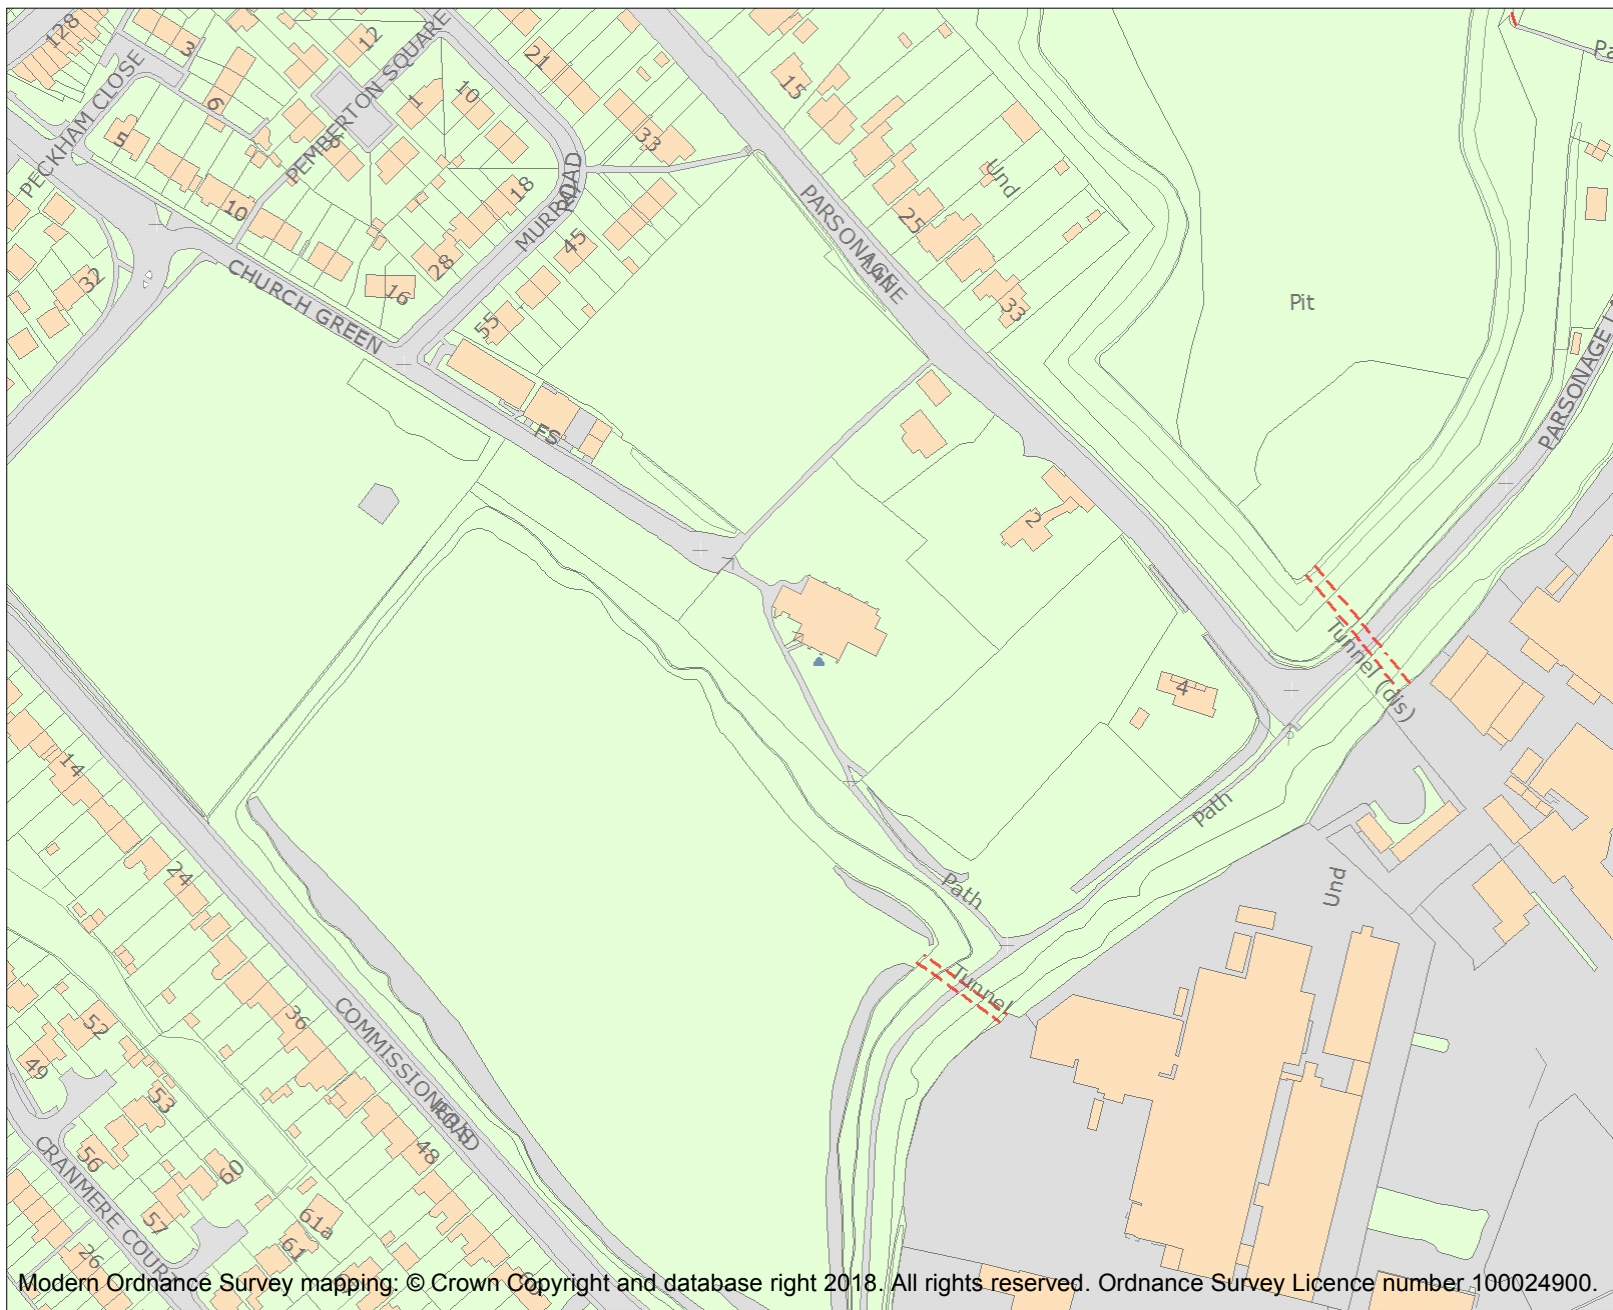 128
3
12
PECKHAM CLOSE
6
5
PEMBERTON SQUARE
1
10
21
33
15
Pa
10
18
MURR
ROAD
45
28
16
32
CHURCH GREEN
55
FS
PARSONAGE
LANE
25
Und
33
Pit
PARSONAGE L
2
4
Tunnel (dis)
Path
Path
Tunnel
Und
14
24
36
48
COMMISSIONERS
ROAD
52
49
53
56
60
57
61a
61
26
CRANMERE COURT
Modern Ordnance Survey mapping: © Crown Copyright and database right 2018. All rights reserved. Ordnance Survey Licence number 100024900.